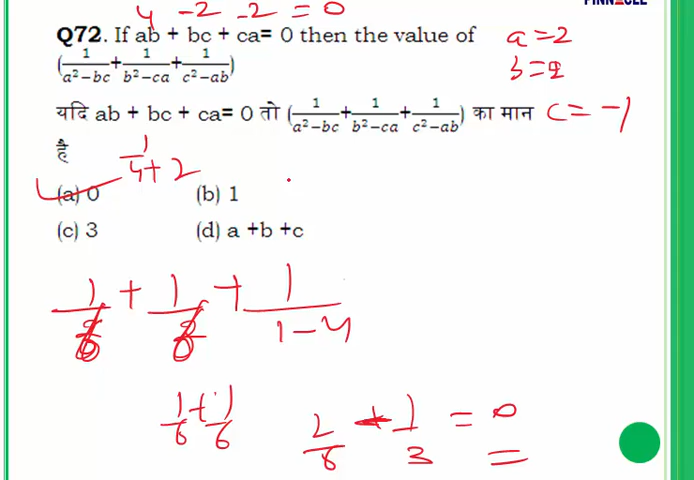 PINNACLE
4 -2 -2 = 0
Q72. If ab + bc + ca= 0 then the value of
a = 2
(1/(a²−bc)+1/(b²−ca)+1/(c²−ab))
b = 2
यदि ab + bc + ca= 0 तो (1/(a²−bc)+1/(b²−ca)+1/(c²−ab)) का मान
c = -1
है
1/4+2
(a) 0 (b) 1
(c) 3 (d) a +b +c
1/6 + 1/6 + 1/(1-4)
1/6 + 1/6 2/6 - 1/3 = 0